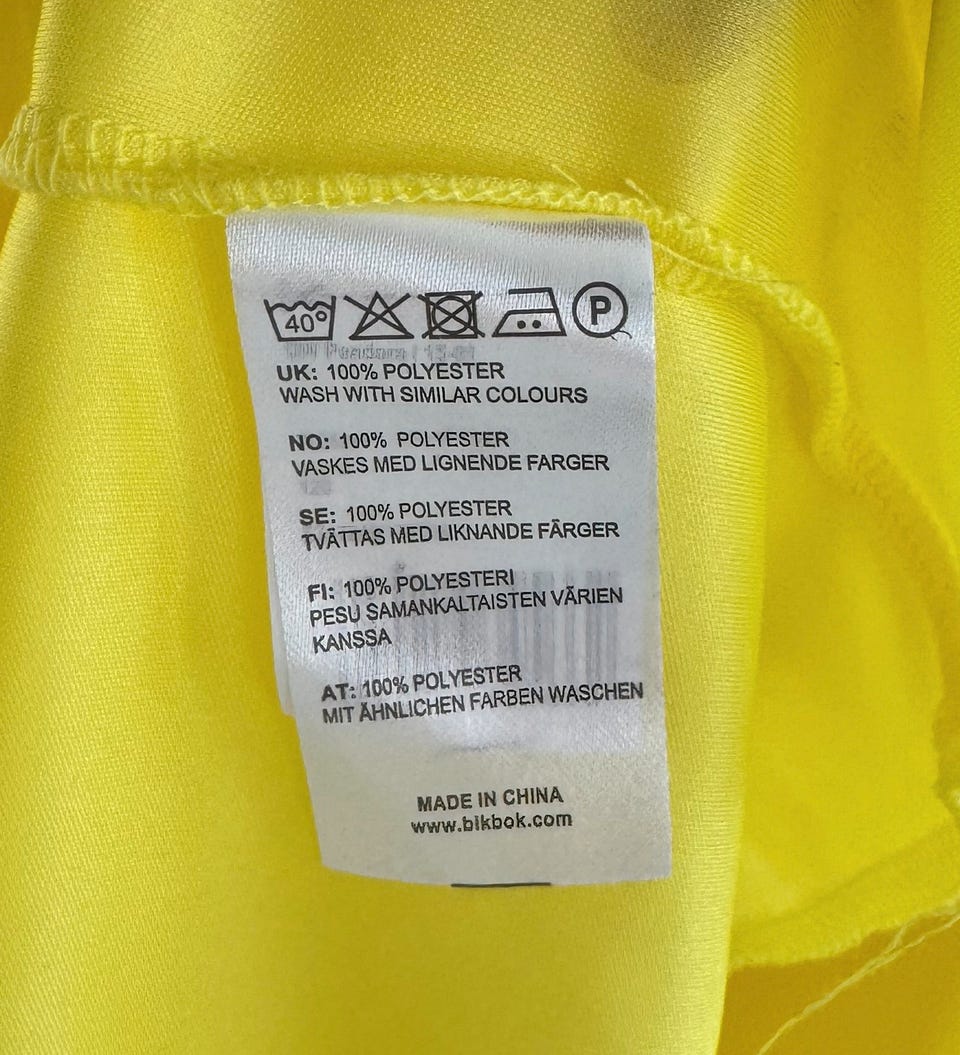 40°
P
UK: 100% POLYESTER
WASH WITH SIMILAR COLOURS
NO: 100% POLYESTER
VASKES MED LIGNENDE FARGER
SE: 100% POLYESTER
TVÄTTAS MED LIKNANDE FÄRGER
FI: 100% POLYESTERI
PESU SAMANKALTAISTEN VÄRIEN
KANSSA
AT: 100% POLYESTER
MIT ÄHNLICHEN FARBEN WASCHEN
MADE IN CHINA
www.bikbok.com